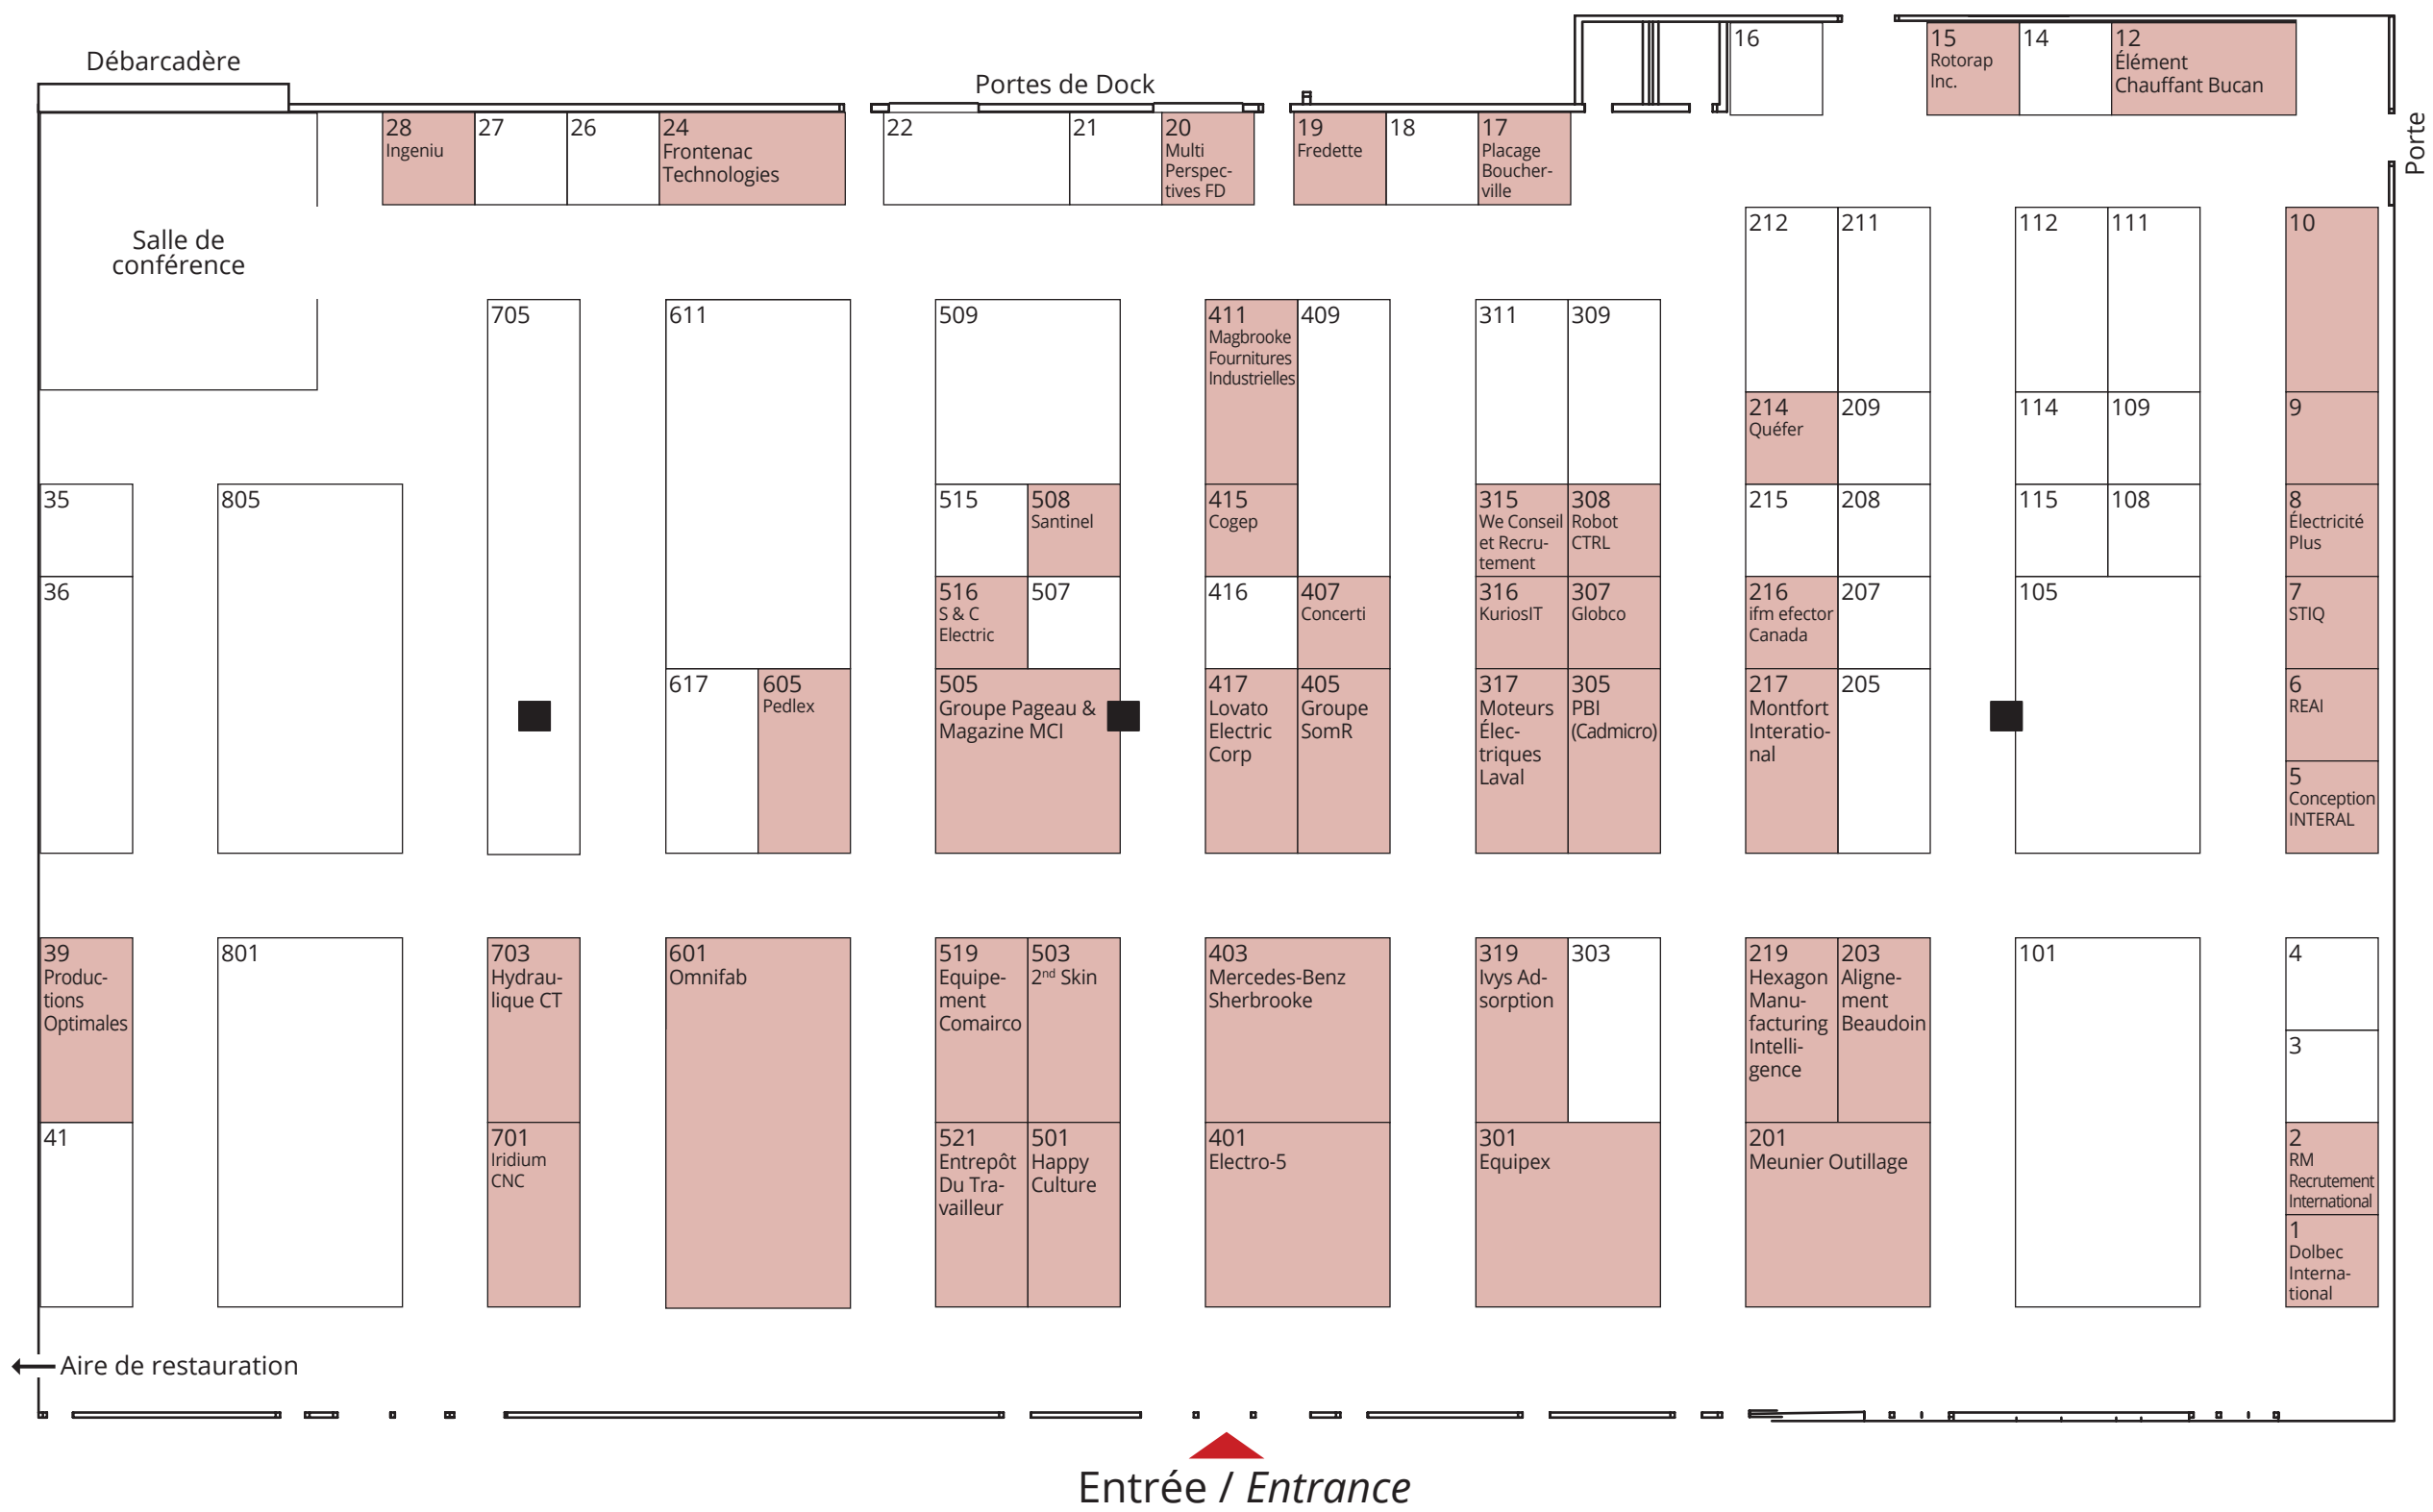 Débarcadère
Portes de Dock
Porte
16
15
Rotorap
Inc.
14
12
Élément
Chauffant Bucan
28
Ingeniu
27
26
24
Frontenac
Technologies
22
21
20
Multi
Perspec-
tives FD
19
Fredette
18
17
Placage
Boucher-
ville
Salle de
conférence
212
211
112
111
10
705
611
509
411
Magbrooke
Fournitures
Industrielles
409
311
309
214
Quéfer
209
114
109
9
35
805
515
508
Santinel
415
Cogep
315
We Conseil
et Recru-
tement
308
Robot
CTRL
215
208
115
108
8
Électricité
Plus
36
516
S & C
Electric
507
416
407
Concerti
316
KuriosIT
307
Globco
216
ifm efector
Canada
207
105
7
STIQ
617
605
Pedlex
505
Groupe Pageau &
Magazine MCI
417
Lovato
Electric
Corp
405
Groupe
SomR
317
Moteurs
Élec-
triques
Laval
305
PBI
(Cadmicro)
217
Montfort
Interatio-
nal
205
6
REAI
5
Conception
INTERAL
39
Produc-
tions
Optimales
801
703
Hydrau-
lique CT
601
Omnifab
519
Equipe-
ment
Comairco
503
2nd Skin
403
Mercedes-Benz
Sherbrooke
319
Ivys Ad-
sorption
303
219
Hexagon
Manu-
facturing
Intelli-
gence
203
Aligne-
ment
Beaudoin
101
4
3
41
701
Iridium
CNC
521
Entrepôt
Du Tra-
vailleur
501
Happy
Culture
401
Electro-5
301
Equipex
201
Meunier Outillage
2
RM
Recrutement
International
1
Dolbec
Interna-
tional
Aire de restauration
Entrée / Entrance